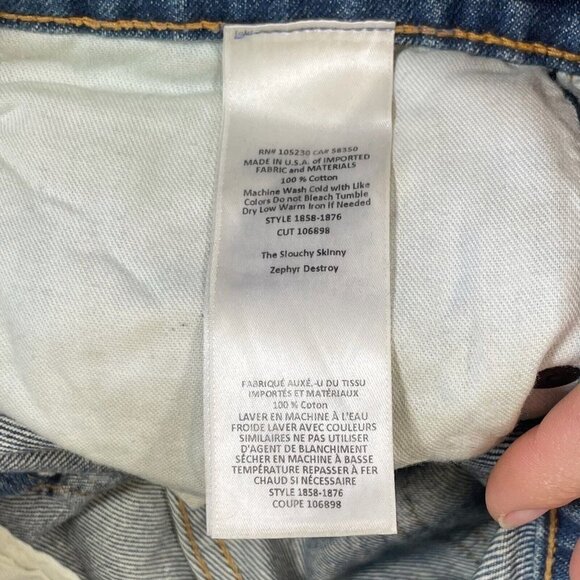 RN# 105230 CA# 58350
MADE IN U.S.A. of IMPORTED
FABRIC and MATERIALS
100 % Cotton
Machine Wash Cold with Like
Colors Do not Bleach Tumble
Dry Low Warm Iron if Needed
STYLE 1858-1876
CUT 106898
The Slouchy Skinny
Zephyr Destroy
FABRIQUÉ AUXÉ.-U DU TISSU
IMPORTÉS ET MATÉRIAUX
100 % Coton
LAVER EN MACHINE À L'EAU
FROIDE LAVER AVEC COULEURS
SIMILAIRES NE PAS UTILISER
D'AGENT DE BLANCHIMENT
SÉCHER EN MACHINE À BASSE
TEMPÉRATURE REPASSER À FER
CHAUD SI NÉCESSAIRE
STYLE 1858-1876
COUPE 106898